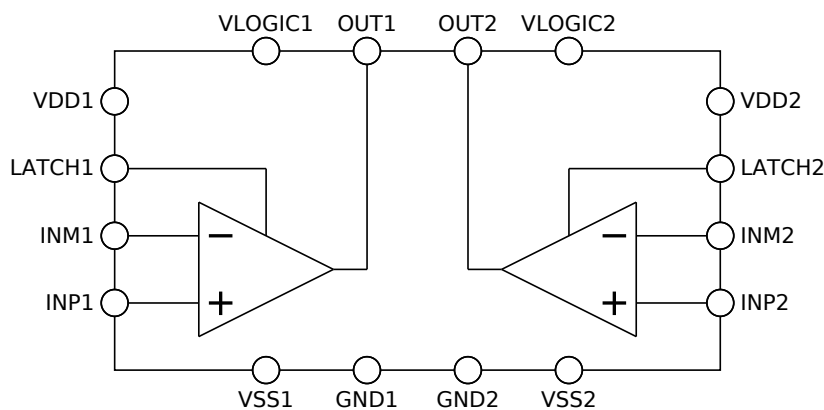 VLOGIC1 OUT1 OUT2 VLOGIC2
VDD1 VDD2
LATCH1 LATCH2
INM1 − − INM2
INP1 + + INP2
VSS1 GND1 GND2 VSS2